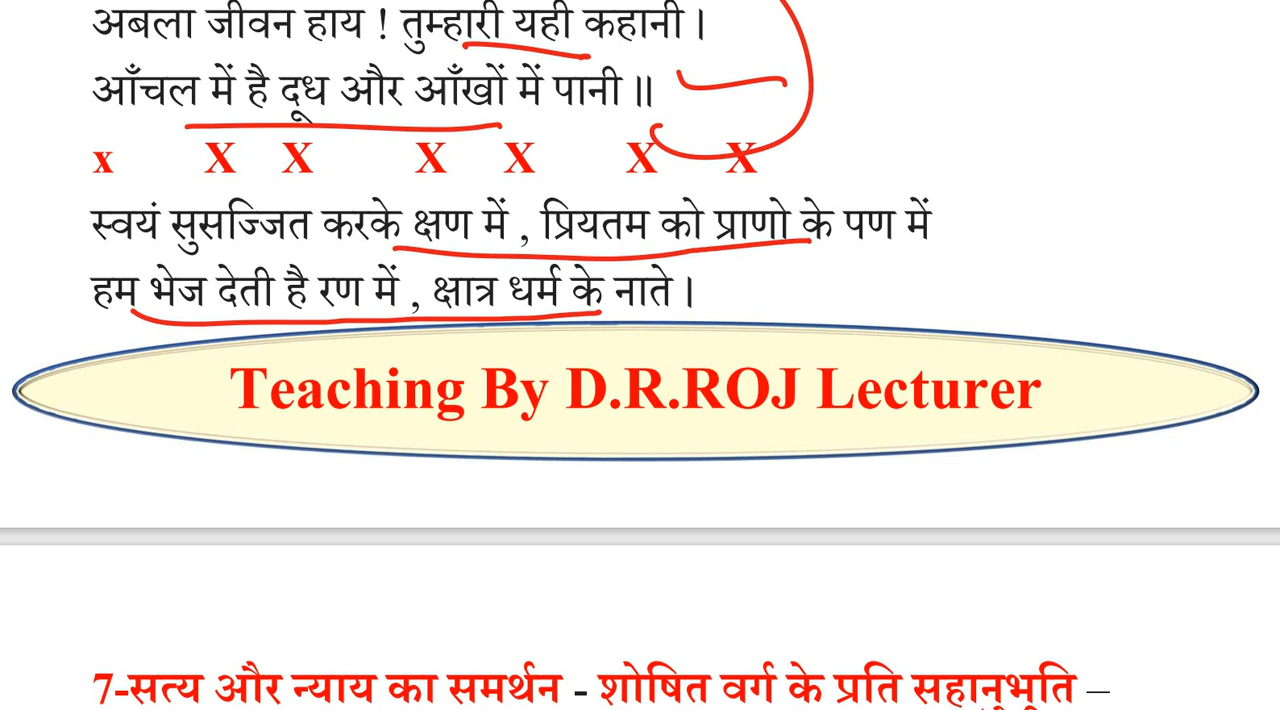 अबला जीवन हाय ! तुम्हारी यही कहानी ।
आँचल में है दूध और आँखों में पानी ॥
x X X X X X X
स्वयं सुसज्जित करके क्षण में , प्रियतम को प्राणो के पण में
हम भेज देती है रण में , क्षात्र धर्म के नाते ।
Teaching By D.R.ROJ Lecturer
7-सत्य और न्याय का समर्थन - शोषित वर्ग के प्रति सहानुभूति –